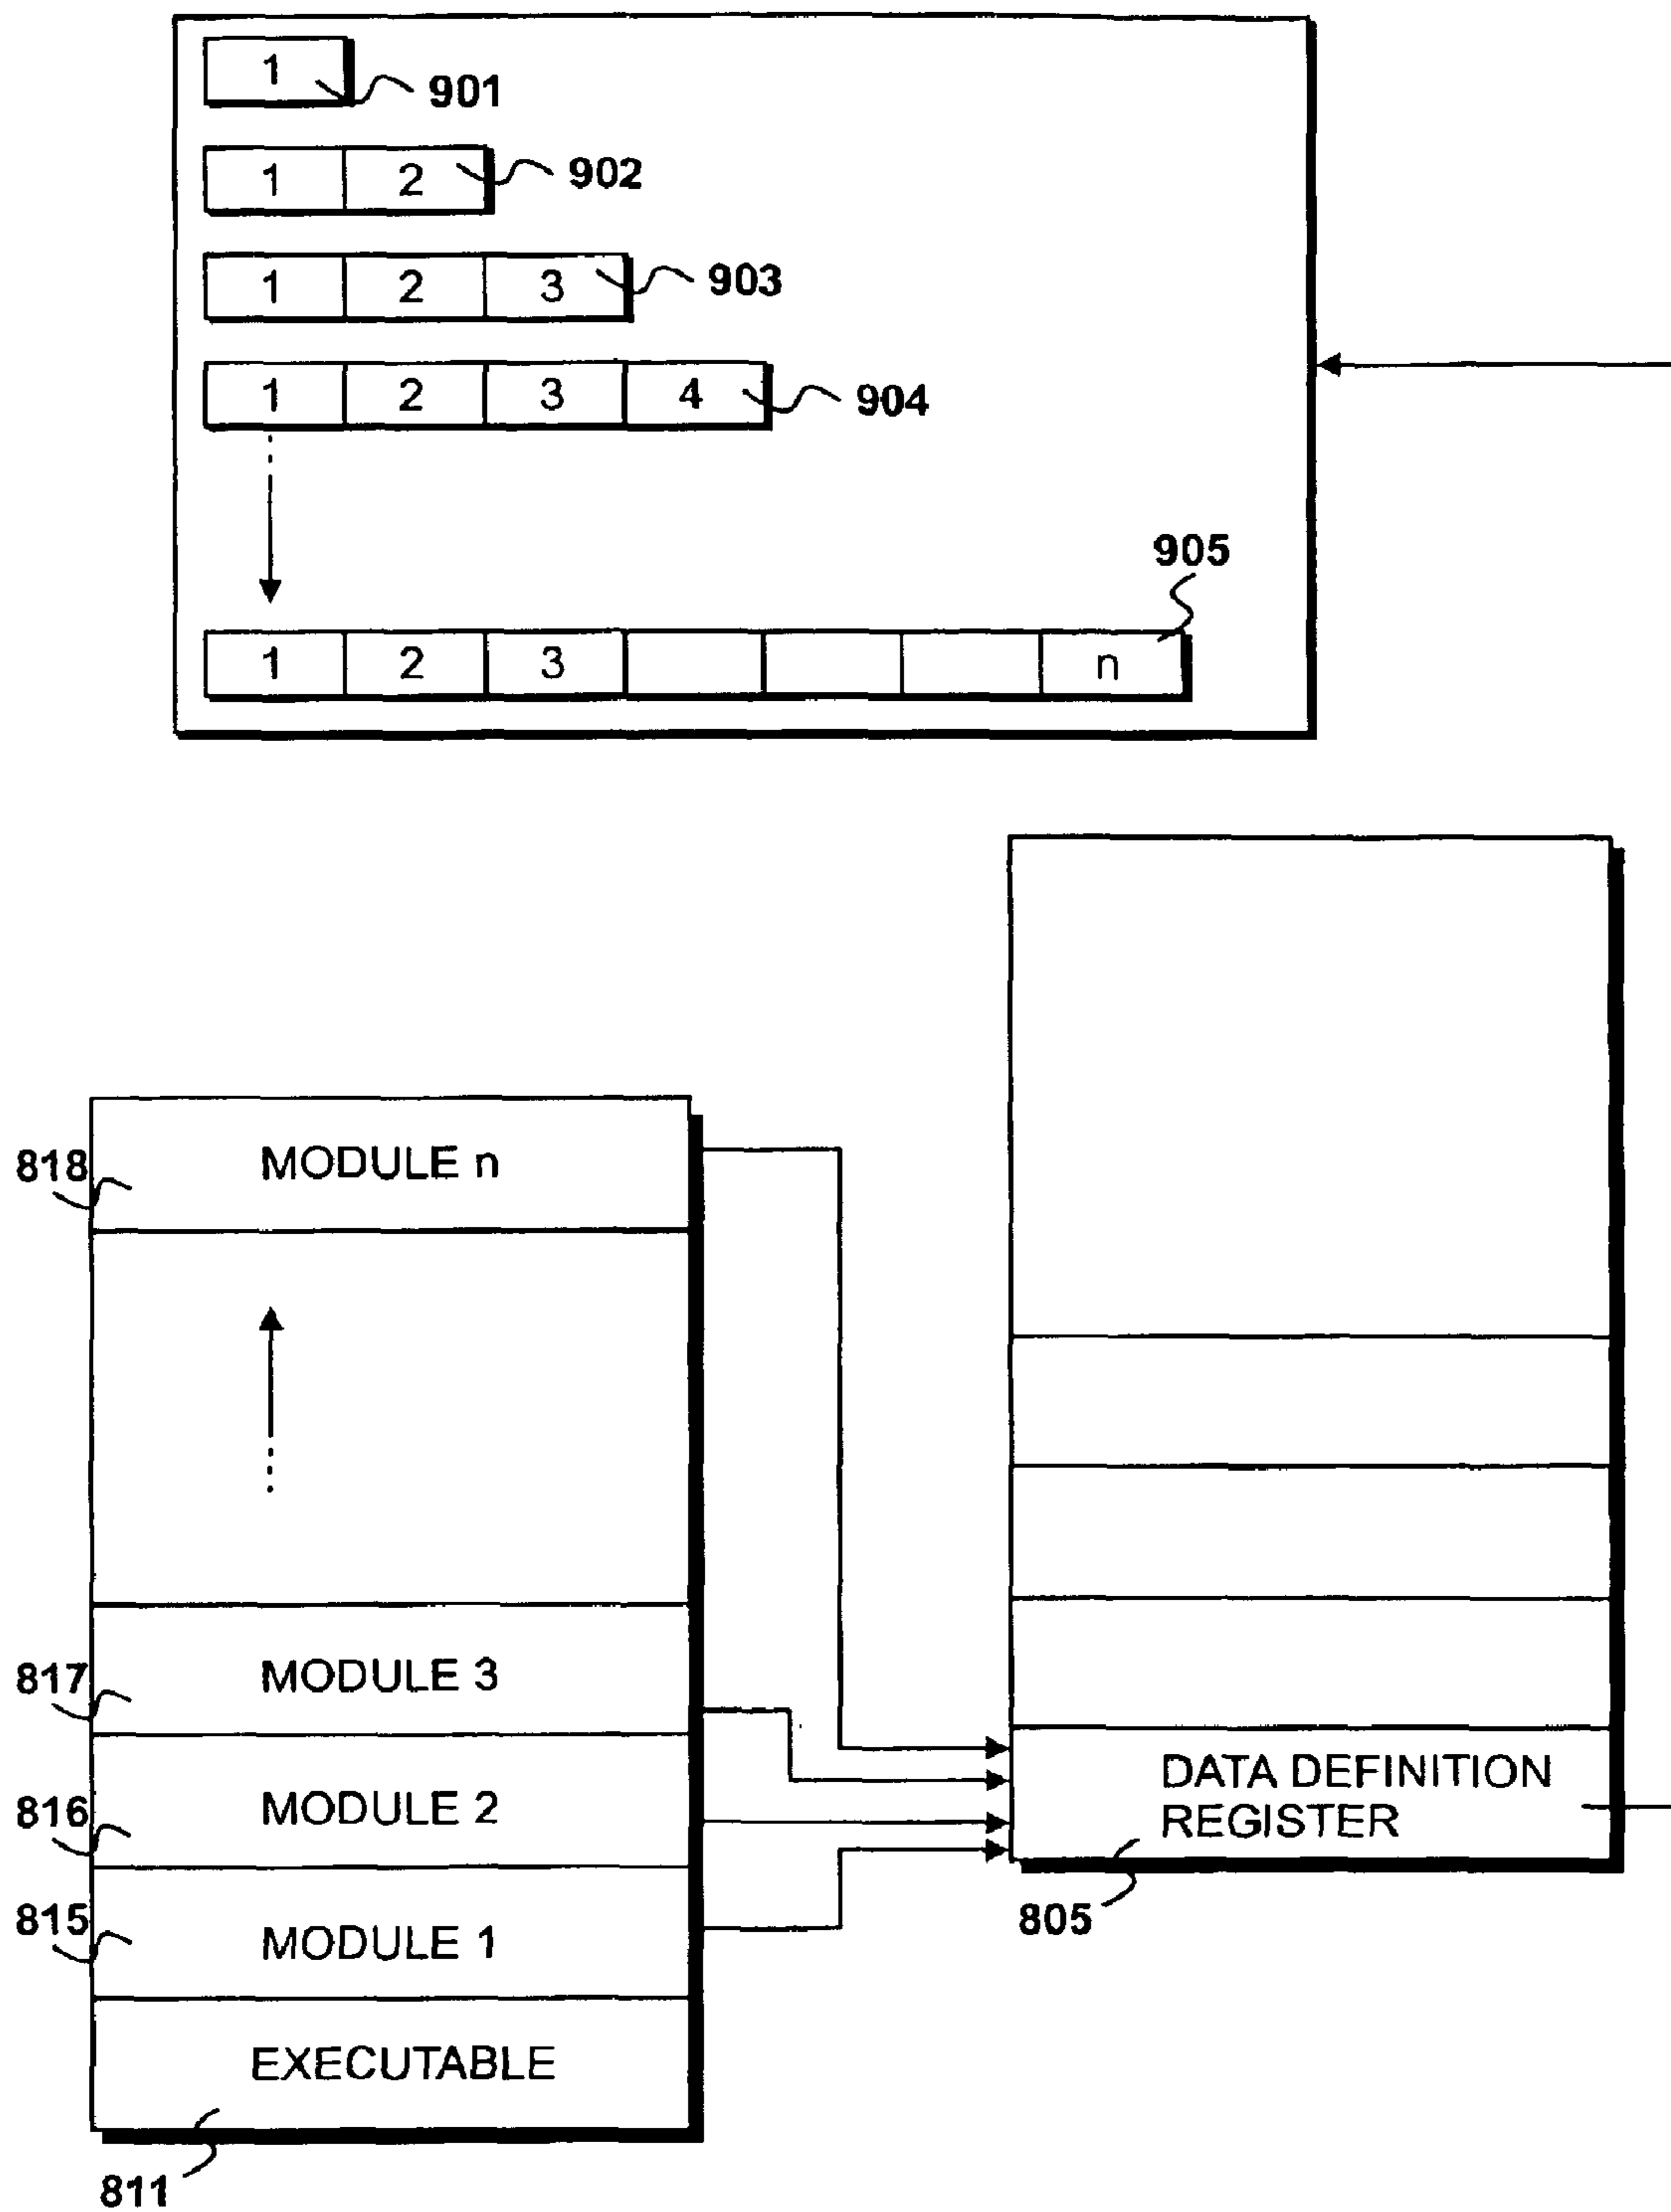 1
901
1 2
902
1 2 3
903
1 2 3 4
904
905
1 2 3 n
818
MODULE n
817
MODULE 3
816
MODULE 2
815
MODULE 1
EXECUTABLE
811
DATA DEFINITION
REGISTER
805